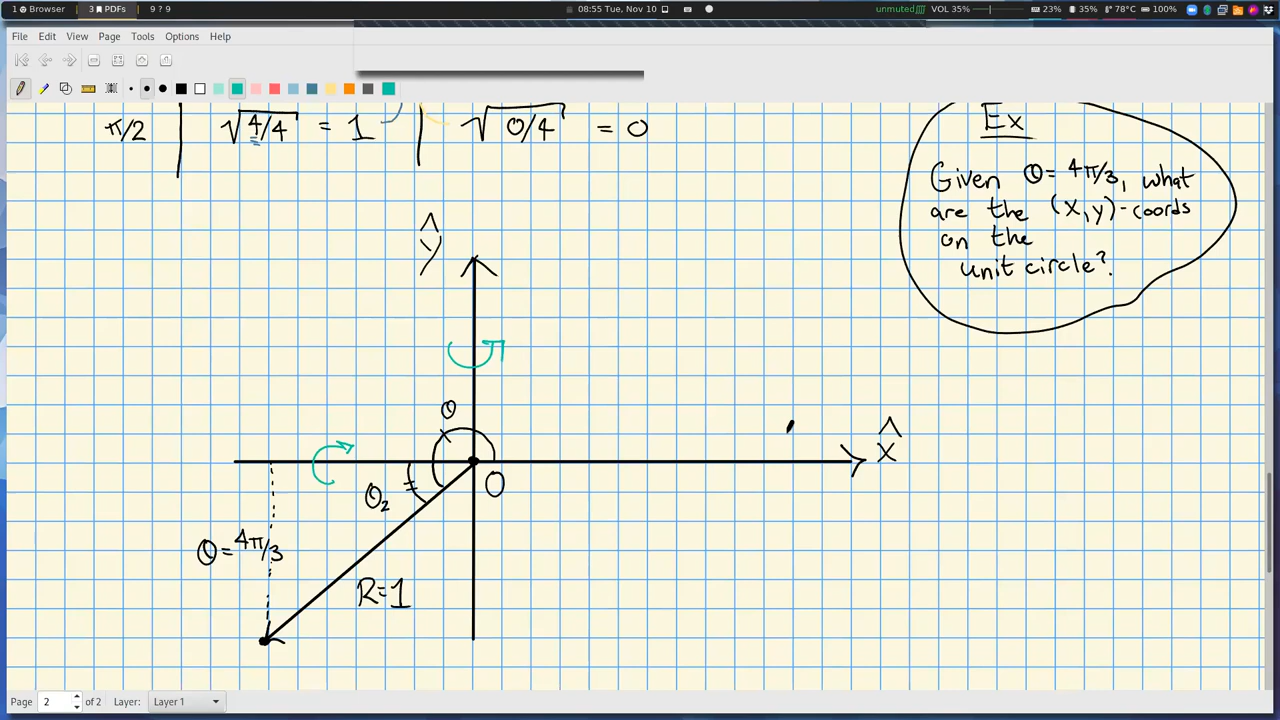 1 Browser 3 PDFs 9 ? 9 08:55 Tue, Nov 10 unmuted VOL 35% 23% 35% 78°C 100%
File Edit View Page Tools Options Help
π/2 √4/4 = 1 √0/4 = 0
Ex
Given θ = 4π/3, what
are the (x,y)-coords
on the
unit circle?
ŷ
θ
x̂
θ₂
O
θ = 4π/3
R=1
Page 2 of 2 Layer: Layer 1